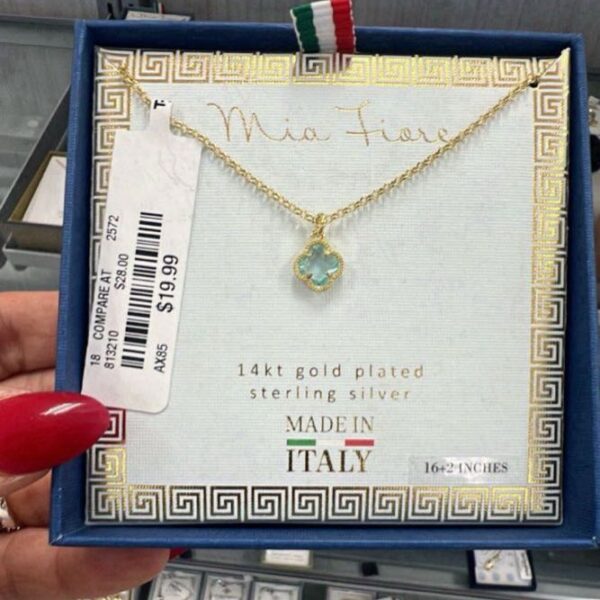 Mia Fiore
18 COMPARE AT 2572
813210 $28.00
AX85 $19.99
14kt gold plated
sterling silver
MADE IN
ITALY
16+2 INCHES